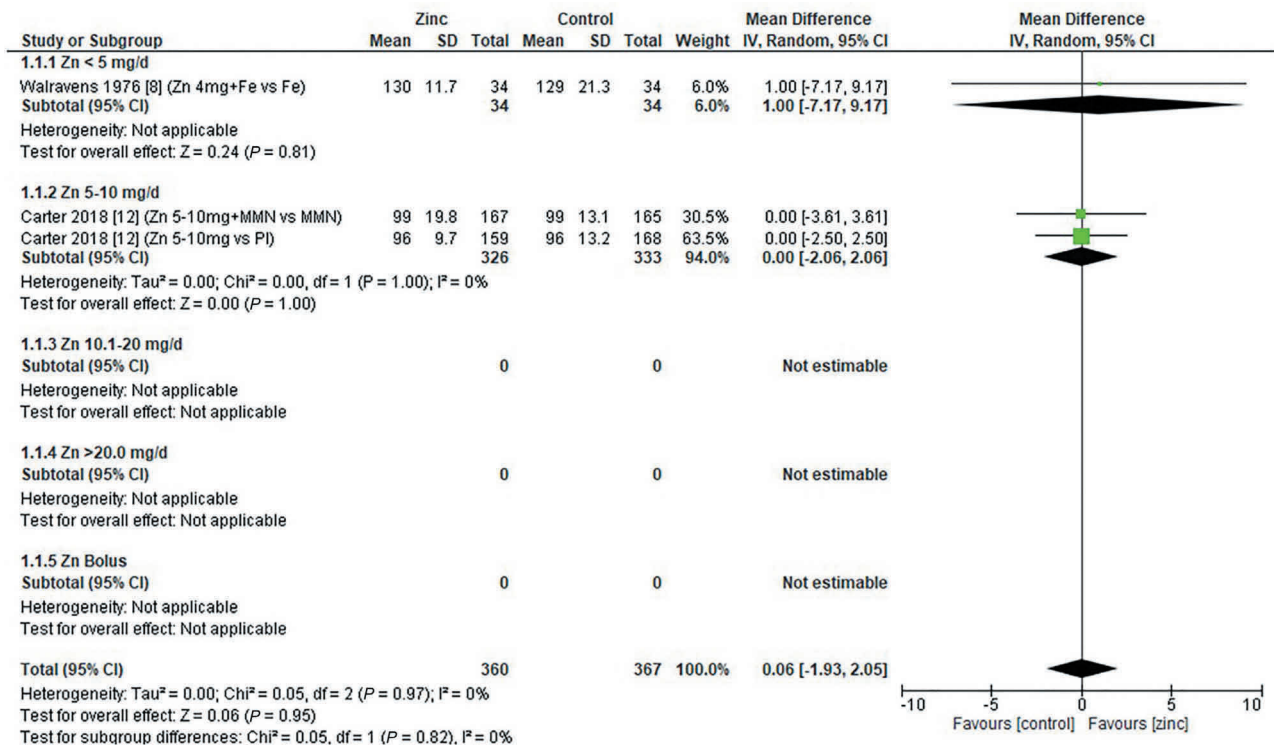 Zinc Control Mean Difference Mean Difference
Study or Subgroup Mean SD Total Mean SD Total Weight IV, Random, 95% CI IV, Random, 95% CI
1.1.1 Zn < 5 mg/d
Walravens 1976 [8] (Zn 4mg+Fe vs Fe) 130 11.7 34 129 21.3 34 6.0% 1.00 [-7.17, 9.17]
Subtotal (95% CI) 34 34 6.0% 1.00 [-7.17, 9.17]
Heterogeneity: Not applicable
Test for overall effect: Z = 0.24 (P = 0.81)
1.1.2 Zn 5-10 mg/d
Carter 2018 [12] (Zn 5-10mg+MMN vs MMN) 99 19.8 167 99 13.1 165 30.5% 0.00 [-3.61, 3.61]
Carter 2018 [12] (Zn 5-10mg vs Pl) 96 9.7 159 96 13.2 168 63.5% 0.00 [-2.50, 2.50]
Subtotal (95% CI) 326 333 94.0% 0.00 [-2.06, 2.06]
Heterogeneity: Tau² = 0.00; Chi² = 0.00, df = 1 (P = 1.00); I² = 0%
Test for overall effect: Z = 0.00 (P = 1.00)
1.1.3 Zn 10.1-20 mg/d
Subtotal (95% CI) 0 0 Not estimable
Heterogeneity: Not applicable
Test for overall effect: Not applicable
1.1.4 Zn >20.0 mg/d
Subtotal (95% CI) 0 0 Not estimable
Heterogeneity: Not applicable
Test for overall effect: Not applicable
1.1.5 Zn Bolus
Subtotal (95% CI) 0 0 Not estimable
Heterogeneity: Not applicable
Test for overall effect: Not applicable
Total (95% CI) 360 367 100.0% 0.06 [-1.93, 2.05]
Heterogeneity: Tau² = 0.00; Chi² = 0.05, df = 2 (P = 0.97); I² = 0%
Test for overall effect: Z = 0.06 (P = 0.95)
Test for subgroup differences: Chi² = 0.05, df = 1 (P = 0.82), I² = 0%
-10 -5 0 5 10
Favours [control] Favours [zinc]